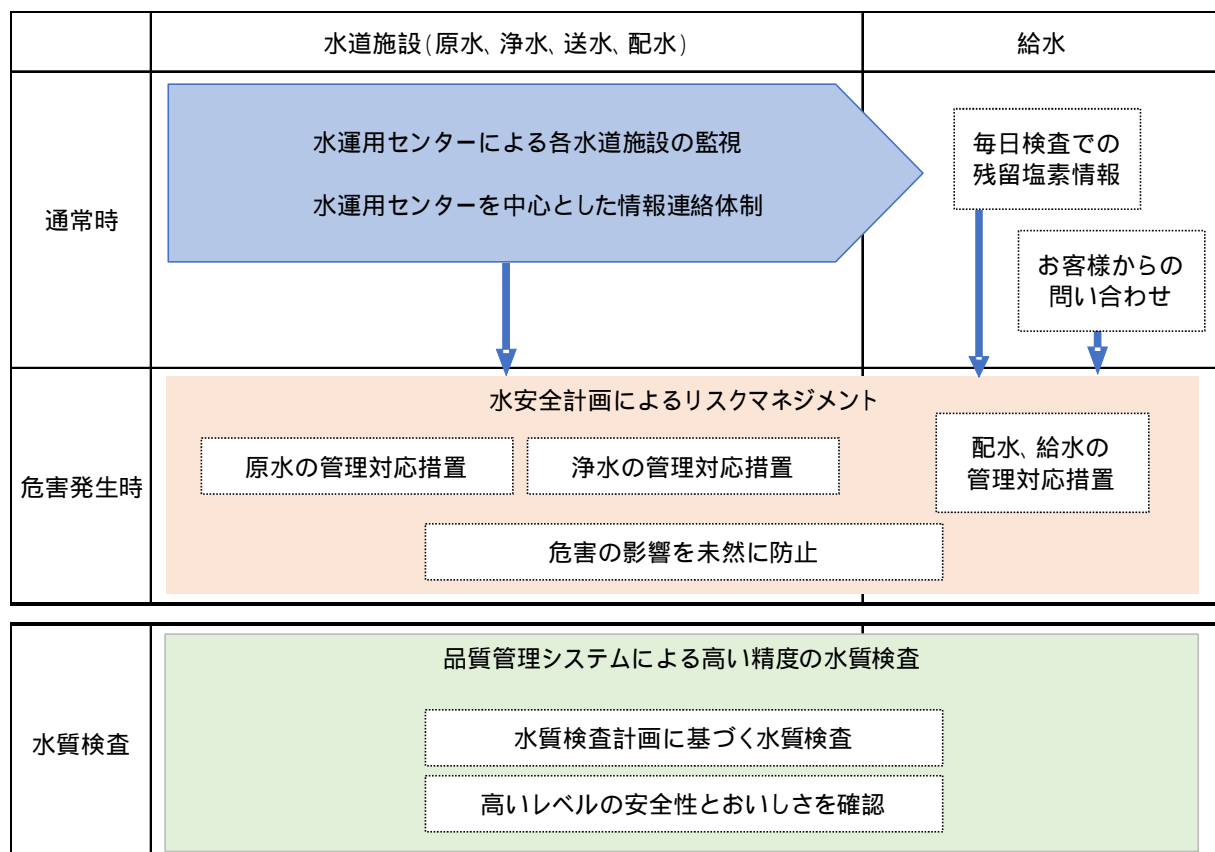 水道施設(原水、浄水、送水、配水)
給水
通常時
水運用センターによる各水道施設の監視
水運用センターを中心とした情報連絡体制
毎日検査での
残留塩素情報
お客様からの
問い合わせ
危害発生時
水安全計画によるリスクマネジメント
原水の管理対応措置
浄水の管理対応措置
配水、給水の
管理対応措置
危害の影響を未然に防止
水質検査
品質管理システムによる高い精度の水質検査
水質検査計画に基づく水質検査
高いレベルの安全性とおいしさを確認